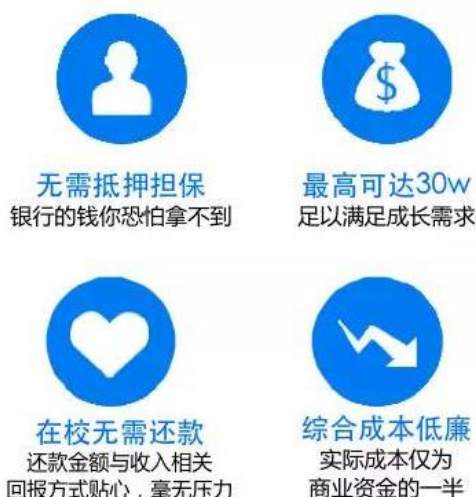 $
无需抵押担保
银行的钱你恐怕拿不到
最高可达30w
足以满足成长需求
在校无需还款
还款金额与收入相关
回报方式贴心，毫无压力
综合成本低廉
实际成本仅为
商业资金的一半